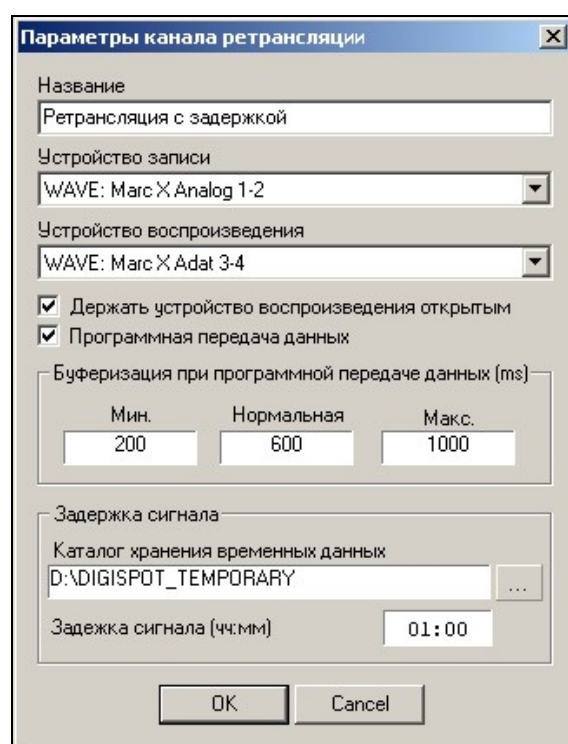 Параметры канала ретрансляции
Название
Ретрансляция с задержкой
Устройство записи
WAVE: Marc X Analog 1-2
Устройство воспроизведения
WAVE: Marc X Adat 3-4
Держать устройство воспроизведения открытым
Программная передача данных
Буферизация при программной передаче данных (ms)
Мин. Нормальная Макс.
200 600 1000
Задержка сигнала
Каталог хранения временных данных
D:\DIGISPOT_TEMPORARY ...
Задежка сигнала (чч:мм) 01:00
OK Cancel